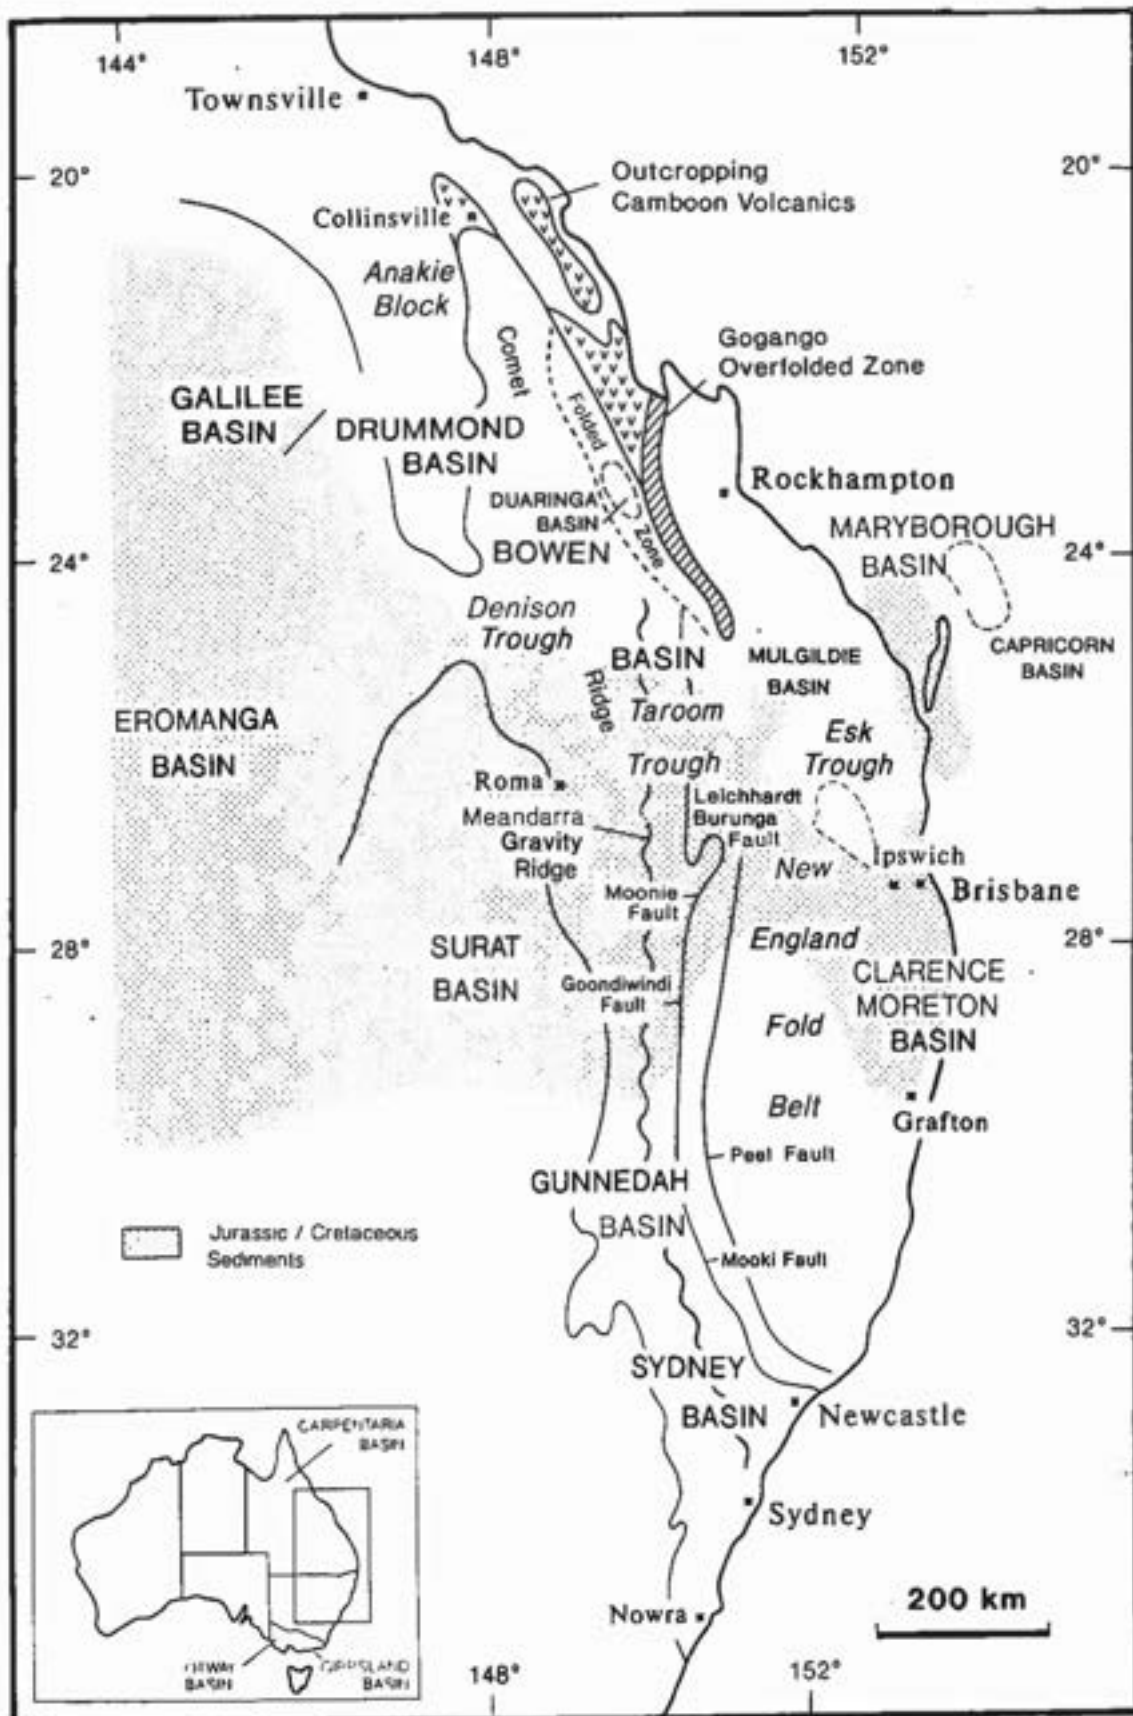 144°
148°
152°
Townsville
20°
20°
Outcropping
Camboon Volcanics
Collinsville
Anakie
Block
Comet
Gogango
Overfolded Zone
GALILEE
BASIN
DRUMMOND
BASIN
Folded
Zone
Rockhampton
DUARINGA
BASIN
MARYBOROUGH
BASIN
BOWEN
24°
24°
Denison
Trough
CAPRICORN
BASIN
BASIN
MULGILDIE
BASIN
Ridge
Taroom
Trough
EROMANGA
BASIN
Esk
Trough
Roma
Leichhardt
Burunga
Fault
Meandarra
Gravity
Ridge
New
Ipswich
Brisbane
Moonie
Fault
England
28°
28°
SURAT
BASIN
Goondiwindi
Fault
CLARENCE
MORETON
BASIN
Fold
Belt
Grafton
Peel Fault
GUNNEDAH
BASIN
Jurassic / Cretaceous
Sediments
Mooki Fault
32°
32°
SYDNEY
BASIN
Newcastle
CARPENTARIA
BASIN
Sydney
Nowra
200 km
OTWAY
BASIN
GIPPSLAND
BASIN
148°
152°